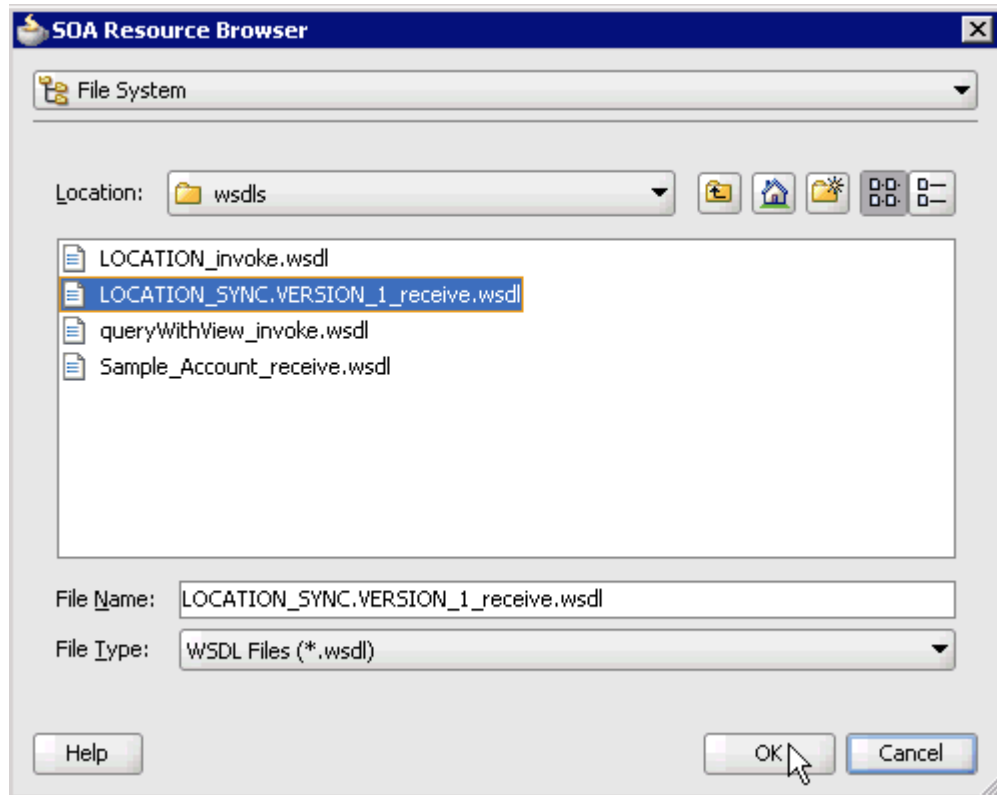 SOA Resource Browser
File System
Location: wsdls
LOCATION_invoke.wsdl
LOCATION_SYNC.VERSION_1_receive.wsdl
queryWithView_invoke.wsdl
Sample_Account_receive.wsdl
File Name: LOCATION_SYNC.VERSION_1_receive.wsdl
File Type: WSDL Files (*.wsdl)
Help OK Cancel